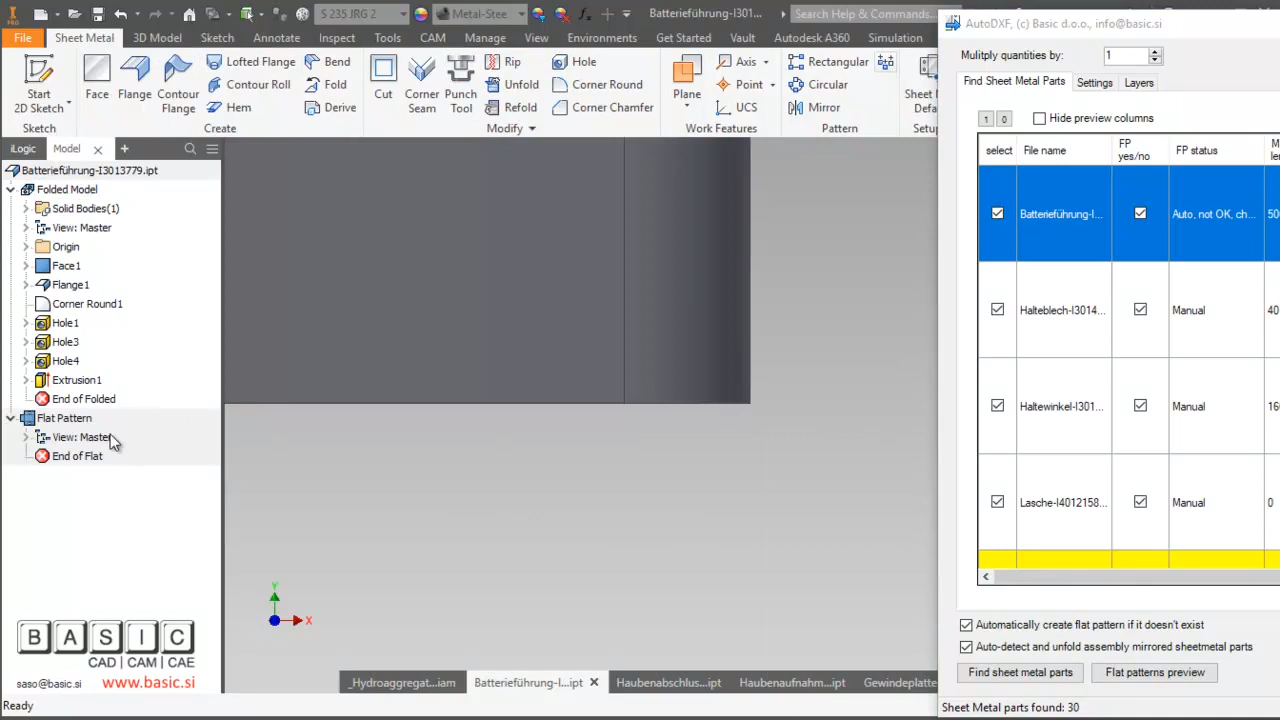 PRO
S 235 JRG 2
Metal-Stee
Batterieführung-I301...
Search Help & Commands...
AutoDXF, (c) Basic d.o.o., info@basic.si
File
Sheet Metal
3D Model
Sketch
Annotate
Inspect
Tools
CAM
Manage
View
Environments
Get Started
Vault
Autodesk A360
Simulation
Mulitply quantities by:
1
Start
2D Sketch
Face
Flange
Contour
Flange
Lofted Flange
Contour Roll
Hem
Bend
Fold
Derive
Cut
Corner
Seam
Punch
Tool
Rip
Unfold
Refold
Hole
Corner Round
Corner Chamfer
Plane
Axis
Point
UCS
Rectangular
Circular
Mirror
Sheet M
Defa
Sketch
Create
Modify
Work Features
Pattern
Setup
Find Sheet Metal Parts
Settings
Layers
1
0
Hide preview columns
iLogic
Model
Batterieführung-I3013779.ipt
Folded Model
Solid Bodies(1)
View: Master
Origin
Face1
Flange1
Corner Round1
Hole1
Hole3
Hole4
Extrusion1
End of Folded
Flat Pattern
View: Master
End of Flat
select
File name
FP
yes/no
FP status
M
len
Batterieführung-I...
Auto, not OK, ch...
50
Halteblech-I3014...
Manual
40
Haltewinkel-I301...
Manual
160
Lasche-I4012158...
Manual
0
Y
X
BASIC
CAD | CAM | CAE
saso@basic.si
www.basic.si
Automatically create flat pattern if it doesn't exist
Auto-detect and unfold assembly mirrored sheetmetal parts
Find sheet metal parts
Flat patterns preview
_Hydroaggregat...iam
Batterieführung-I...ipt
Haubenabschlus...ipt
Haubenaufnahm...ipt
Gewindeplatte
Ready
Sheet Metal parts found: 30